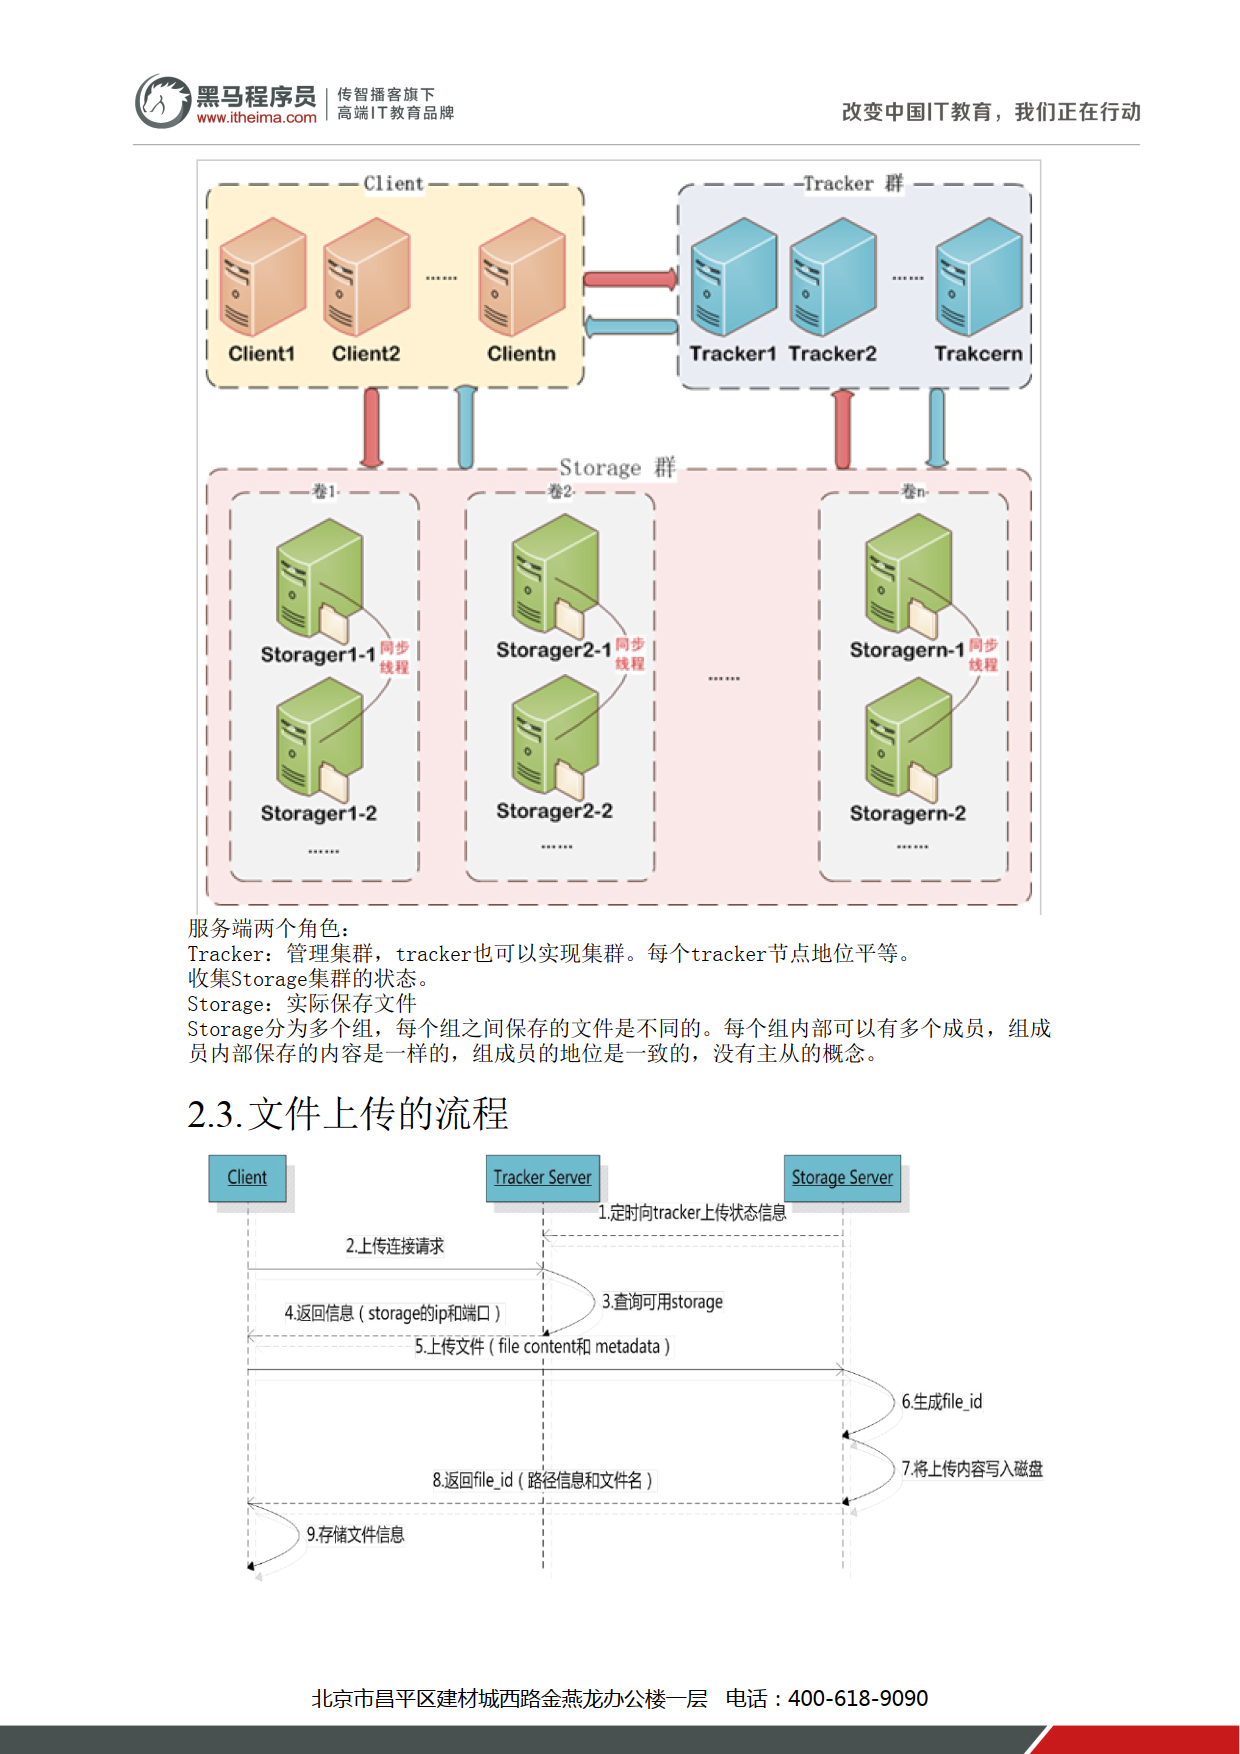 黑马程序员
www.itheima.com
传智播客旗下
高端IT教育品牌
改变中国IT教育，我们正在行动
Client
Tracker 群
......
......
Client1
Client2
Clientn
Tracker1
Tracker2
Trakcern
Storage 群
卷1
卷2
卷n
Storager1-1
同步
线程
Storager2-1
同步
线程
Storagern-1
同步
线程
......
Storager1-2
Storager2-2
Storagern-2
......
......
......
服务端两个角色：
Tracker：管理集群，tracker也可以实现集群。每个tracker节点地位平等。
收集Storage集群的状态。
Storage：实际保存文件
Storage分为多个组，每个组之间保存的文件是不同的。每个组内部可以有多个成员，组成
员内部保存的内容是一样的，组成员的地位是一致的，没有主从的概念。
2.3.文件上传的流程
Client
Tracker Server
Storage Server
1.定时向tracker上传状态信息
2.上传连接请求
3.查询可用storage
4.返回信息（storage的ip和端口）
5.上传文件（file content和 metadata）
6.生成file_id
7.将上传内容写入磁盘
8.返回file_id（路径信息和文件名）
9.存储文件信息
北京市昌平区建材城西路金燕龙办公楼一层 电话：400-618-9090